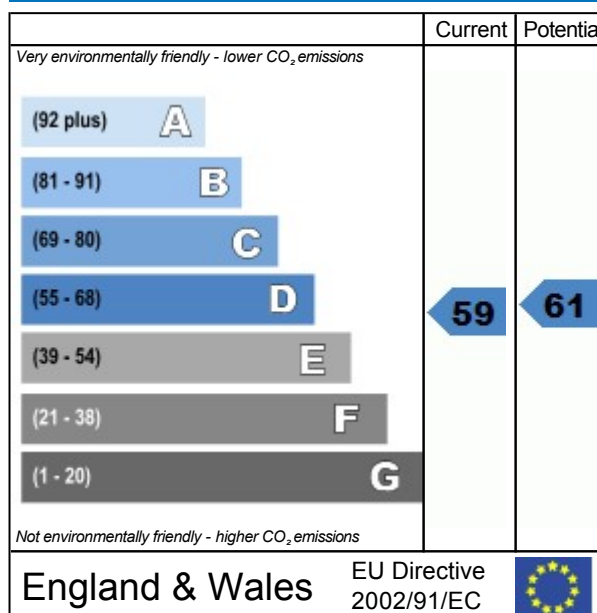 Current Potentia
Very environmentally friendly - lower CO₂ emissions
(92 plus) A
(81 - 91) B
(69 - 80) C
(55 - 68) D
59 61
(39 - 54) E
(21 - 38) F
(1 - 20) G
Not environmentally friendly - higher CO₂ emissions
England & Wales
EU Directive
2002/91/EC